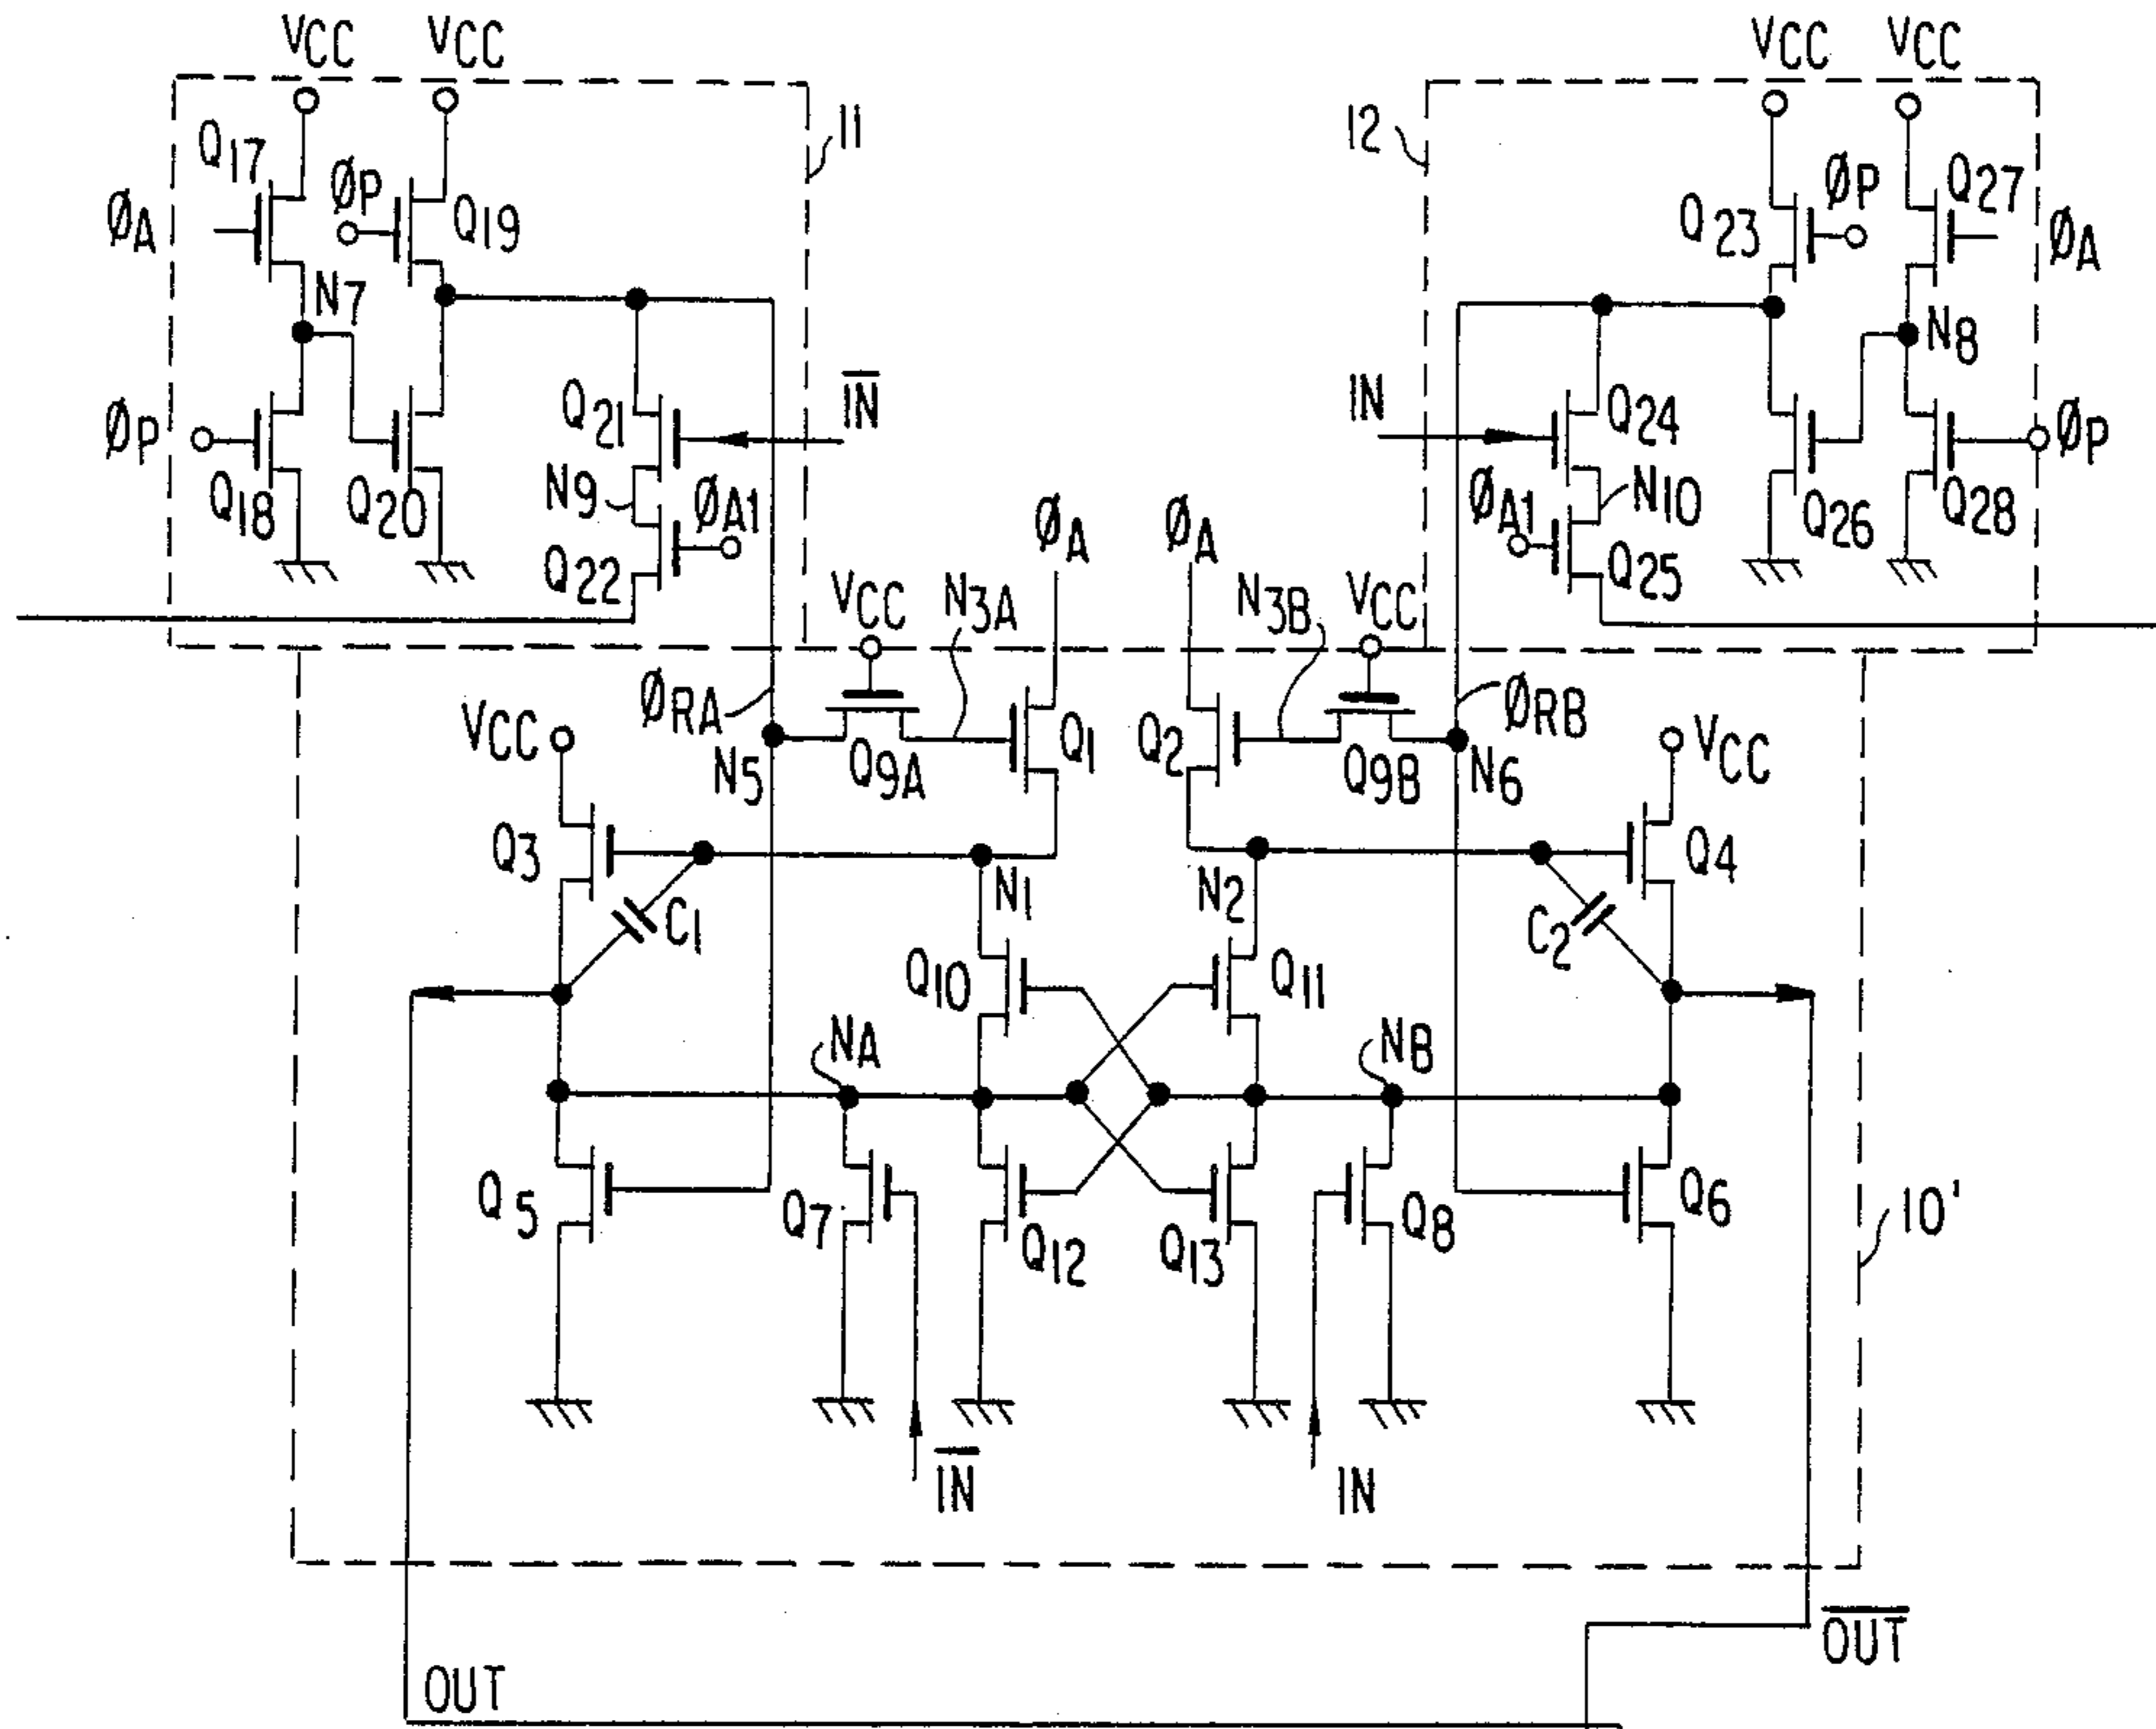 VCC VCC VCC VCC
Q17 ØP Q19 11 12 Q23 ØP Q27
ØA ØA
N7 N8
ØP Q18 Q20 Q21 IN̅ IN Q24 Q26 Q28 ØP
N9 ØA1 ØA1 N10
Q22 ØA ØA Q25
VCC N3A N3B VCC
ØRA ØRB
VCC N5 Q9A Q1 Q2 Q9B N6 VCC
Q3 N1 N2 Q4
C1 Q10 Q11 C2
NA NB
Q5 Q7 Q12 Q13 Q8 Q6 10'
IN̅ IN
OUT O̅U̅T̅